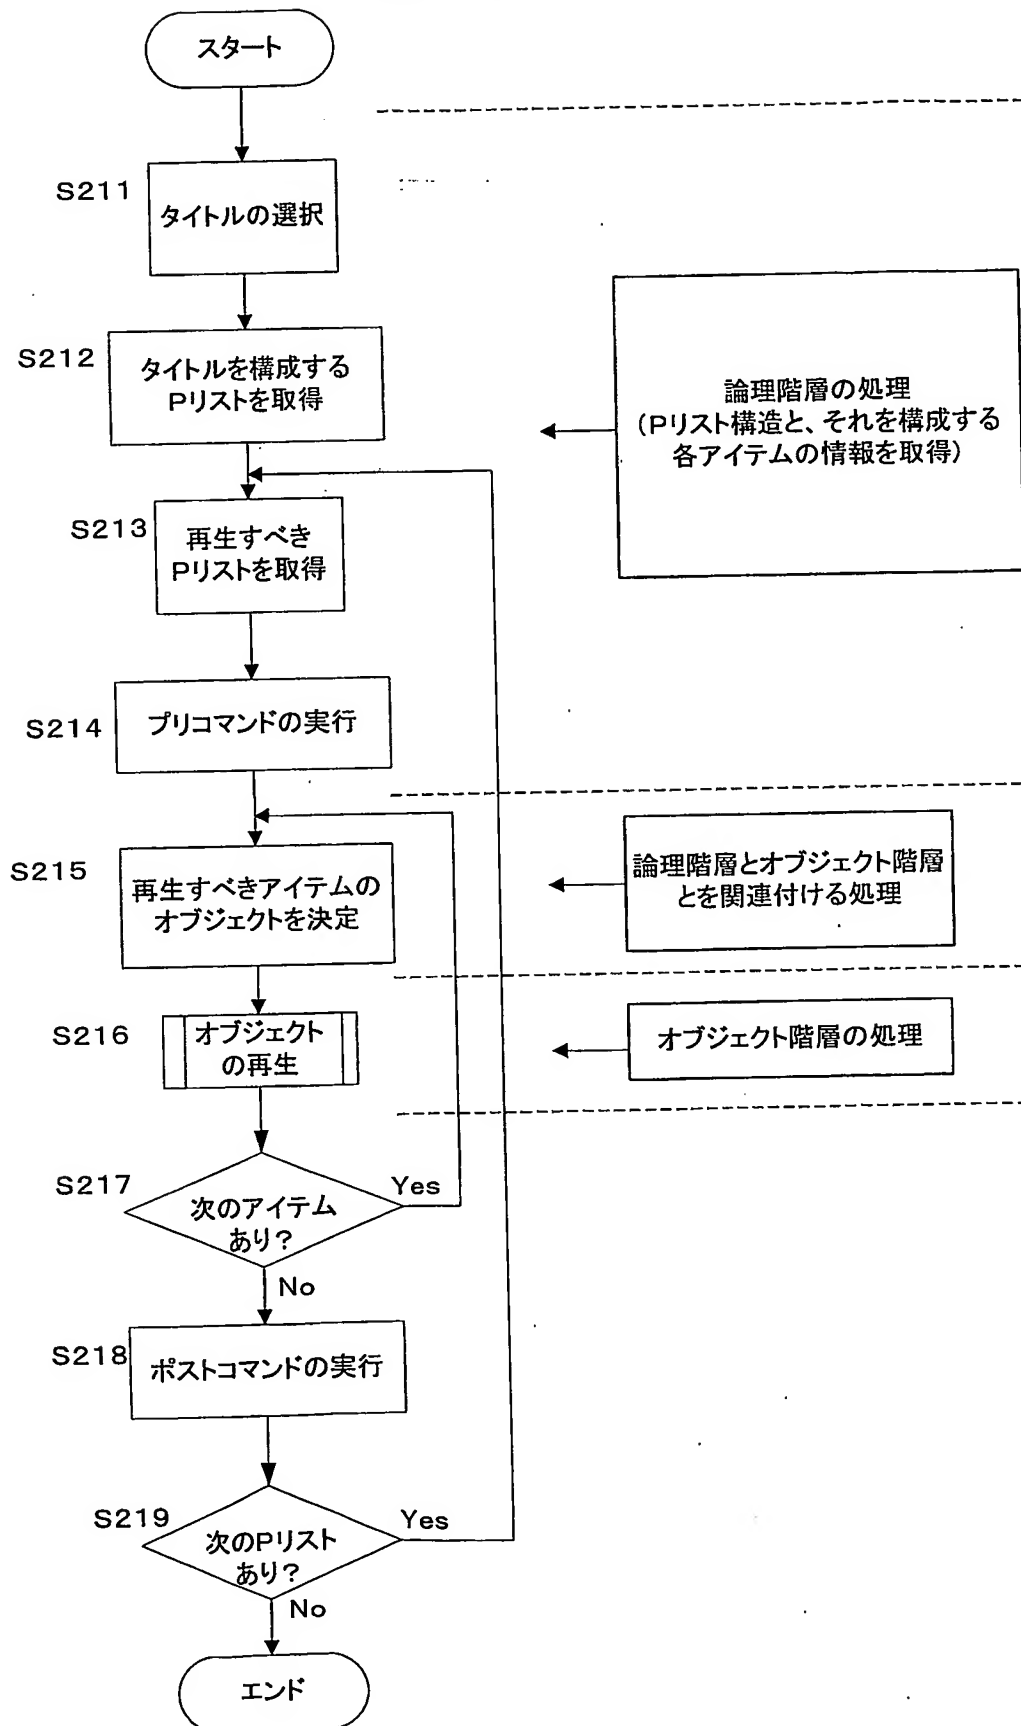 スタート
S211
タイトルの選択
S212
タイトルを構成する
Pリストを取得
論理階層の処理
(Pリスト構造と、それを構成する
各アイテムの情報を取得)
S213
再生すべき
Pリストを取得
S214
プリコマンドの実行
S215
再生すべきアイテムの
オブジェクトを決定
論理階層とオブジェクト階層
とを関連付ける処理
S216
オブジェクト
の再生
オブジェクト階層の処理
S217
次のアイテム
あり?
Yes
No
S218
ポストコマンドの実行
S219
次のPリスト
あり?
Yes
No
エンド